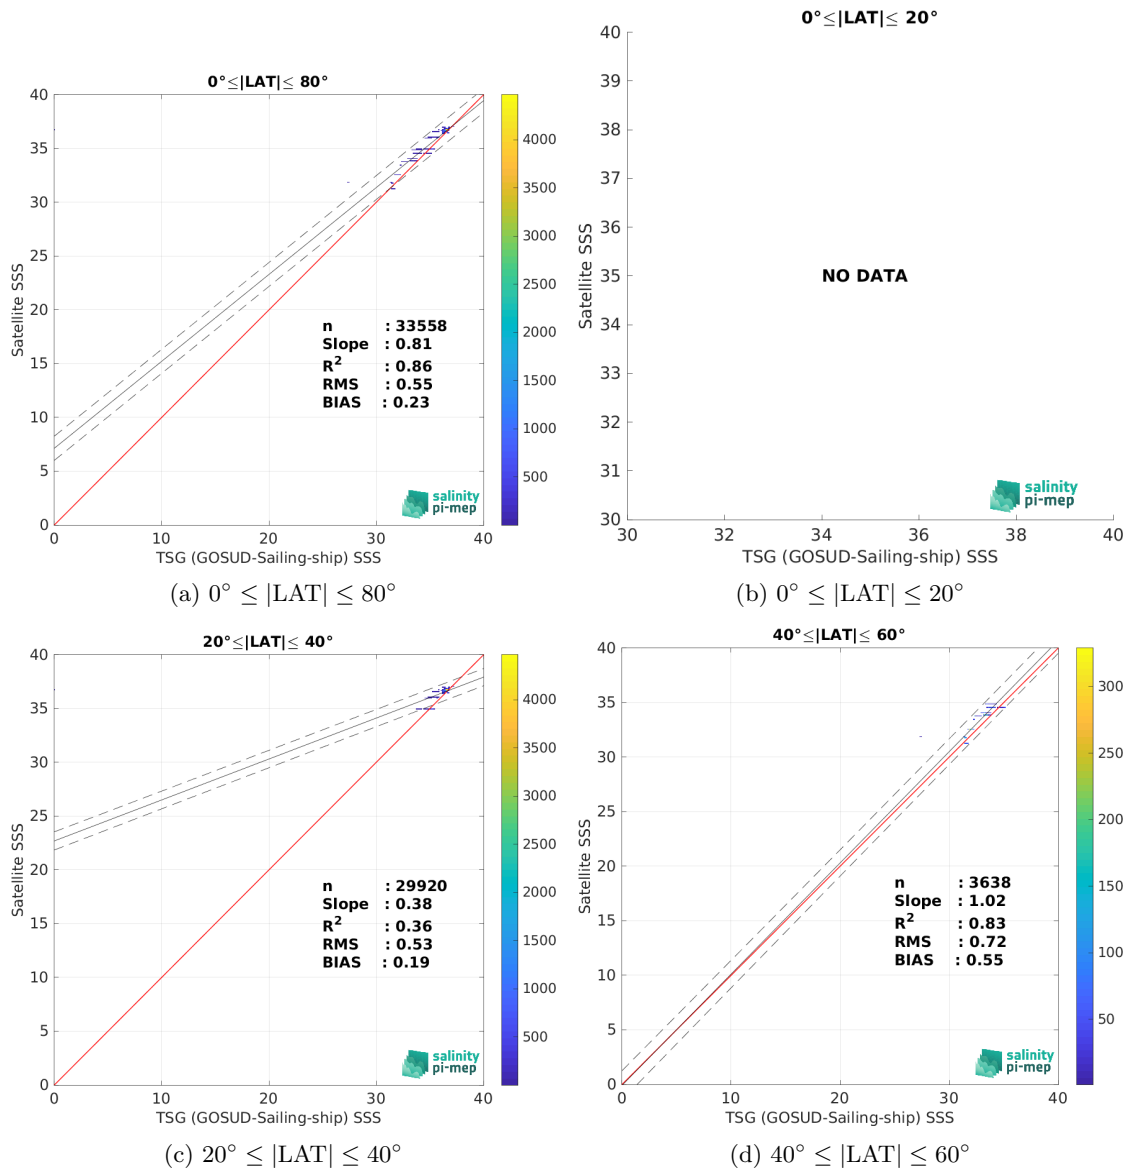 0°≤|LAT|≤ 80°
40
35
30
25
20
15
10
5
0
0
10
20
30
40
Satellite SSS
TSG (GOSUD-Sailing-ship) SSS
n : 33558
Slope : 0.81
R² : 0.86
RMS : 0.55
BIAS : 0.23
salinity
pi-mep
4000
3500
3000
2500
2000
1500
1000
500
(a) 0° ≤ |LAT| ≤ 80°
0°≤|LAT|≤ 20°
40
39
38
37
36
35
34
33
32
31
30
30
32
34
36
38
40
Satellite SSS
TSG (GOSUD-Sailing-ship) SSS
NO DATA
salinity
pi-mep
(b) 0° ≤ |LAT| ≤ 20°
20°≤|LAT|≤ 40°
40
35
30
25
20
15
10
5
0
0
10
20
30
40
Satellite SSS
TSG (GOSUD-Sailing-ship) SSS
n : 29920
Slope : 0.38
R² : 0.36
RMS : 0.53
BIAS : 0.19
salinity
pi-mep
4000
3500
3000
2500
2000
1500
1000
500
(c) 20° ≤ |LAT| ≤ 40°
40°≤|LAT|≤ 60°
40
35
30
25
20
15
10
5
0
0
10
20
30
40
Satellite SSS
TSG (GOSUD-Sailing-ship) SSS
n : 3638
Slope : 1.02
R² : 0.83
RMS : 0.72
BIAS : 0.55
salinity
pi-mep
300
250
200
150
100
50
(d) 40° ≤ |LAT| ≤ 60°